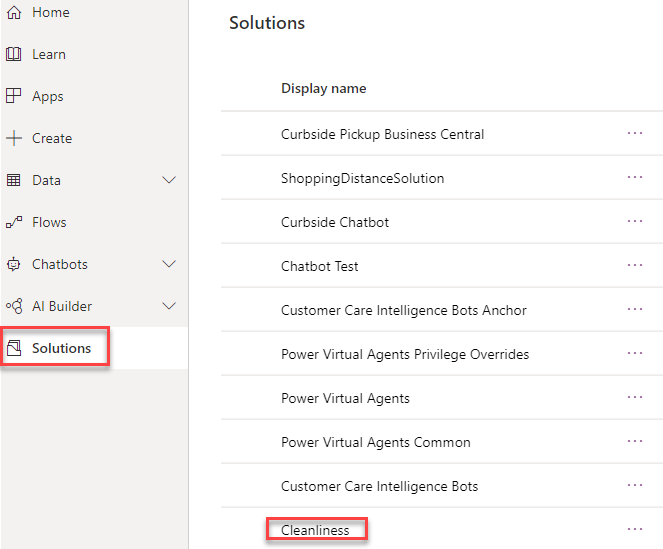 Home
Learn
Apps
Create
Data
Flows
Chatbots
AI Builder
Solutions
Solutions
Display name
Curbside Pickup Business Central
ShoppingDistanceSolution
Curbside Chatbot
Chatbot Test
Customer Care Intelligence Bots Anchor
Power Virtual Agents Privilege Overrides
Power Virtual Agents
Power Virtual Agents Common
Customer Care Intelligence Bots
Cleanliness